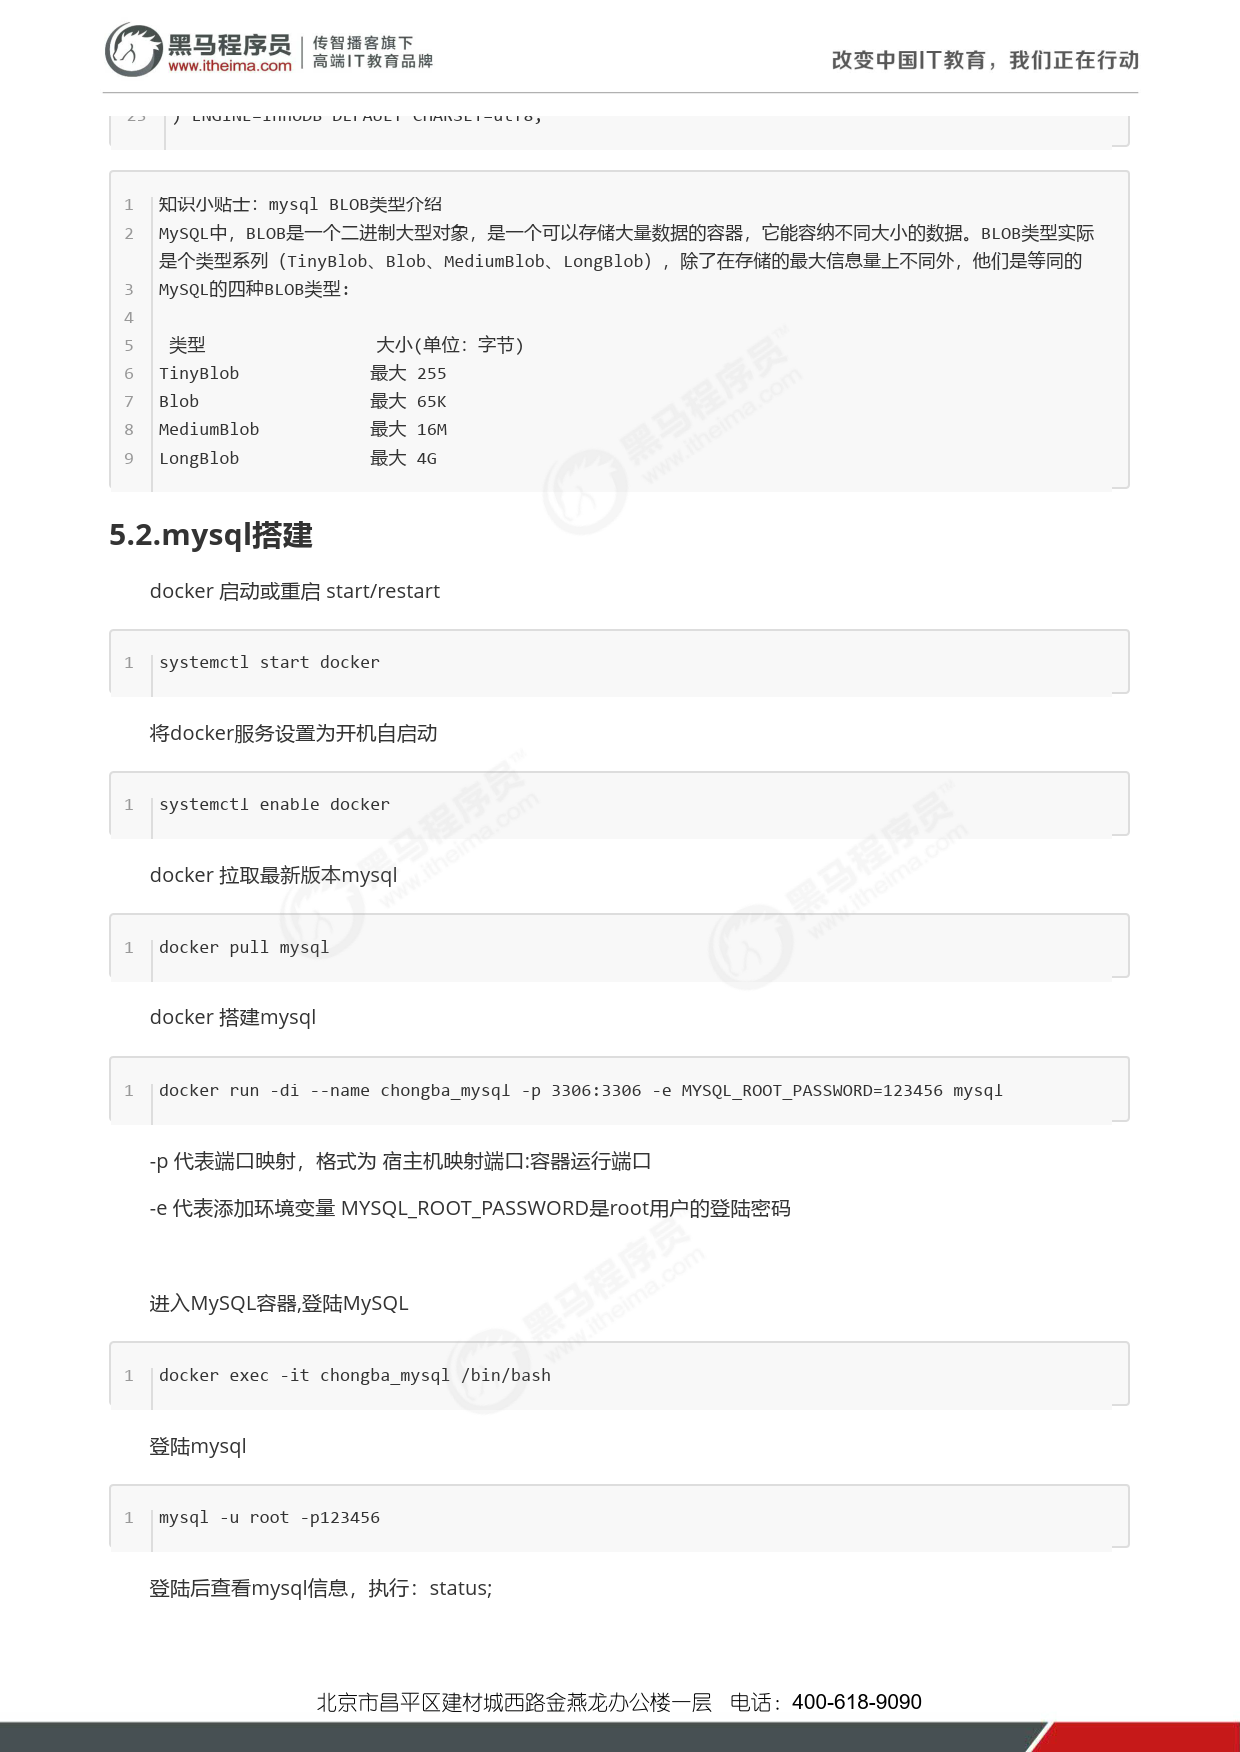 黑马程序员
www.itheima.com
传智播客旗下
高端IT教育品牌
改变中国IT教育，我们正在行动
23 ) ENGINE=InnoDB DEFAULT CHARSET=utf8;
1 知识小贴士：mysql BLOB类型介绍
2 MySQL中，BLOB是一个二进制大型对象，是一个可以存储大量数据的容器，它能容纳不同大小的数据。BLOB类型实际
是个类型系列（TinyBlob、Blob、MediumBlob、LongBlob），除了在存储的最大信息量上不同外，他们是等同的
3 MySQL的四种BLOB类型：
4
5 类型 大小(单位：字节)
6 TinyBlob 最大 255
7 Blob 最大 65K
8 MediumBlob 最大 16M
9 LongBlob 最大 4G
5.2.mysql搭建
docker 启动或重启 start/restart
1 systemctl start docker
将docker服务设置为开机自启动
1 systemctl enable docker
docker 拉取最新版本mysql
1 docker pull mysql
docker 搭建mysql
1 docker run -di --name chongba_mysql -p 3306:3306 -e MYSQL_ROOT_PASSWORD=123456 mysql
-p 代表端口映射，格式为 宿主机映射端口:容器运行端口
-e 代表添加环境变量 MYSQL_ROOT_PASSWORD是root用户的登陆密码
进入MySQL容器,登陆MySQL
1 docker exec -it chongba_mysql /bin/bash
登陆mysql
1 mysql -u root -p123456
登陆后查看mysql信息，执行：status;
北京市昌平区建材城西路金燕龙办公楼一层 电话：400-618-9090